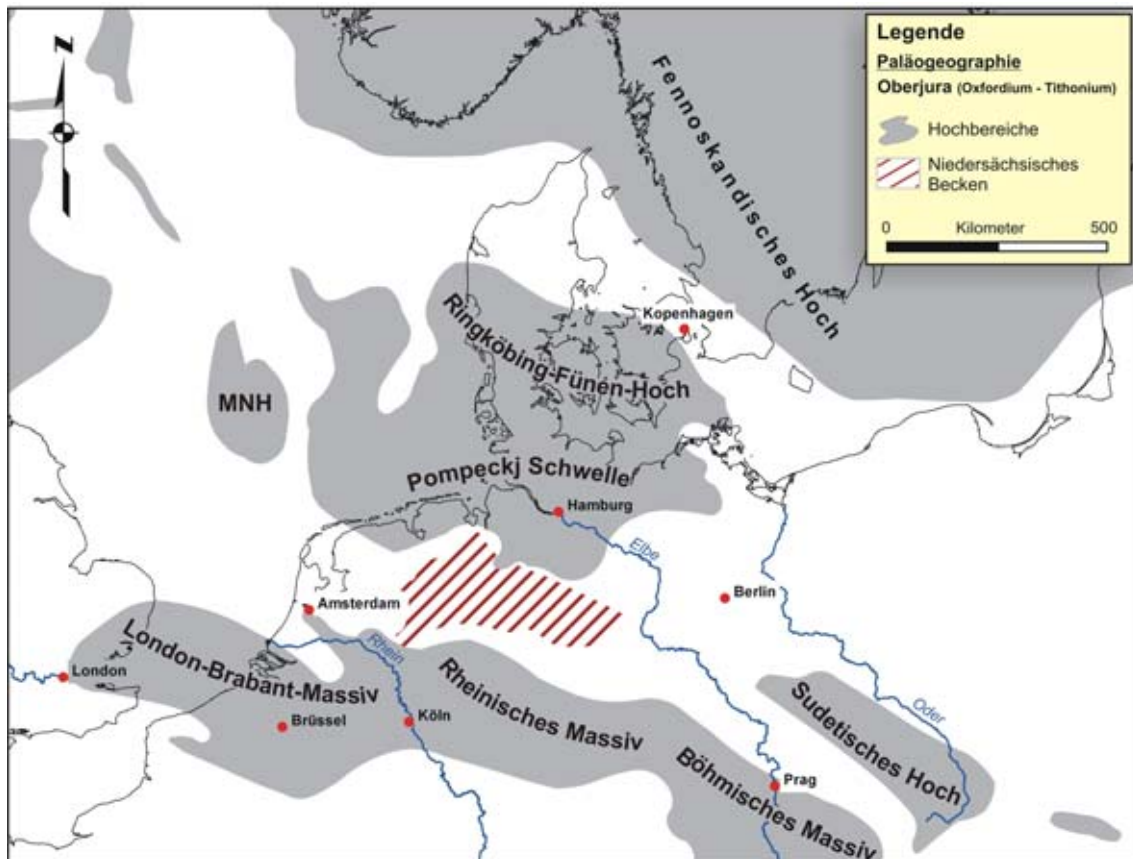 N
Legende
Paläogeographie
Oberjura (Oxfordium - Tithonium)
Hochbereiche
Niedersächsisches
Becken
0 Kilometer 500
Fennoskandisches Hoch
Kopenhagen
Ringköbing-Fünen-Hoch
MNH
Pompeckj Schwelle
Hamburg
Elbe
Berlin
Amsterdam
Rhein
London-Brabant-Massiv
London
Rheinisches Massiv
Brüssel
Köln
Sudetisches Hoch
Oder
Böhmisches Massiv
Prag